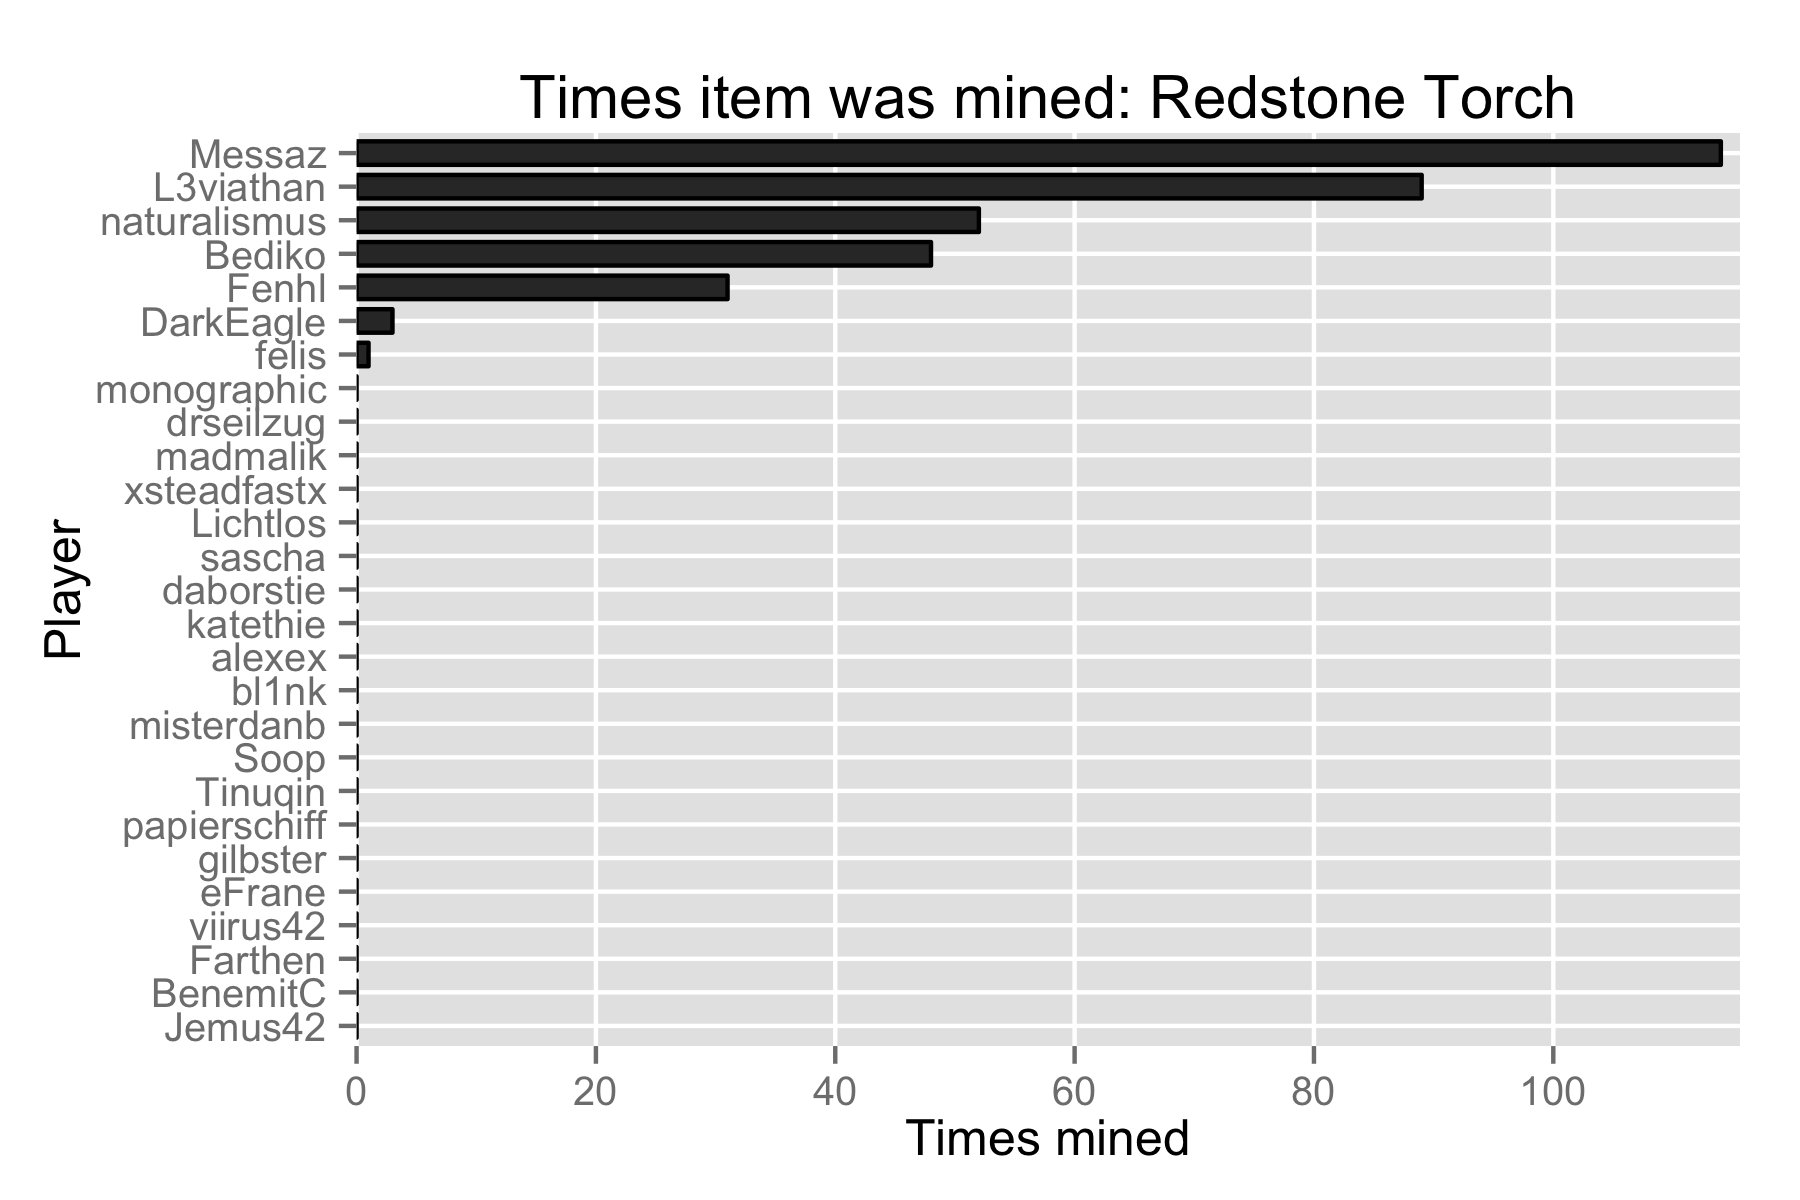 Times item was mined: Redstone Torch
Messaz
L3viathan
naturalismus
Bediko
Fenhl
DarkEagle
felis
monographic
drseilzug
madmalik
xsteadfastx
Lichtlos
sascha
daborstie
katethie
alexex
bl1nk
misterdanb
Soop
Tinuqin
papierschiff
gilbster
eFrane
viirus42
Farthen
BenemitC
Jemus42
Player
0 20 40 60 80 100
Times mined